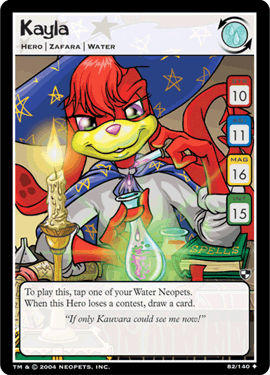 Kayla
HERO | ZAFARA | WATER
10
11
MAG
16
INT
15
SPELLS
To play this, tap one of your Water Neopets.
When this Hero loses a contest, draw a card.
"If only Kauvara could see me now!"
TM & © 2004 NEOPETS, INC.
82/140